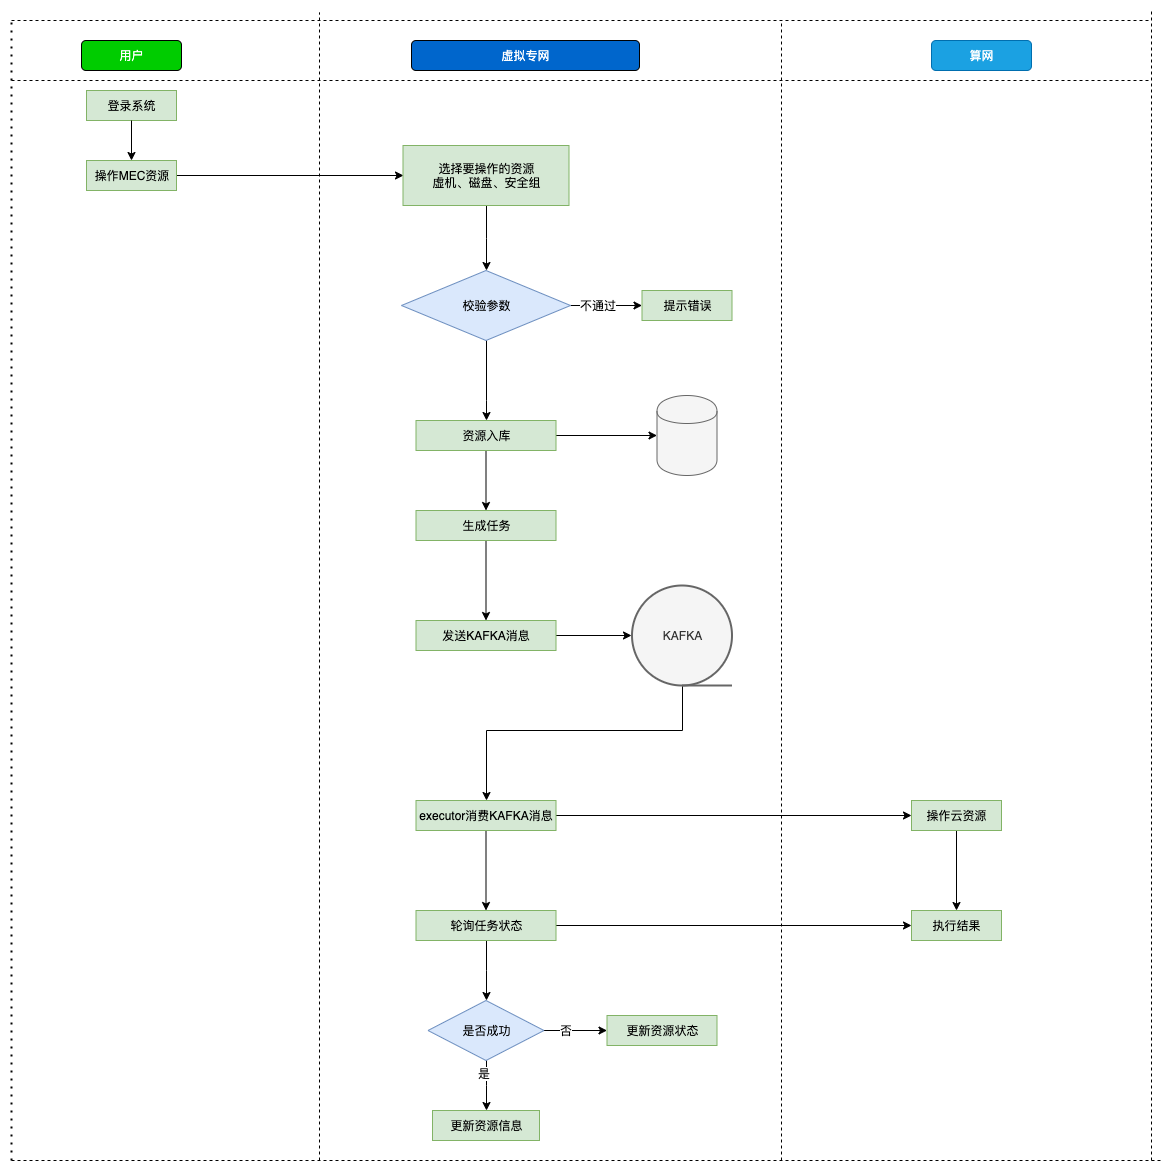 用户
虚拟专网
算网
登录系统
操作MEC资源
选择要操作的资源
虚机、磁盘、安全组
校验参数
不通过
提示错误
资源入库
生成任务
发送KAFKA消息
KAFKA
executor消费KAFKA消息
操作云资源
轮询任务状态
执行结果
是否成功
否
更新资源状态
是
更新资源信息